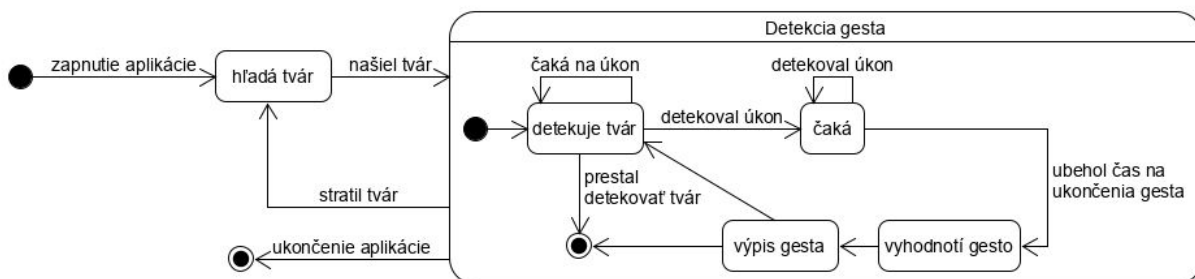 Detekcia gesta
zapnutie aplikácie
hľadá tvár
našiel tvár
čaká na úkon
detekoval úkon
detekuje tvár
detekoval úkon
čaká
prestal
detekovať tvár
ubehol čas na
ukončenia gesta
stratil tvár
ukončenie aplikácie
výpis gesta
vyhodnotí gesto